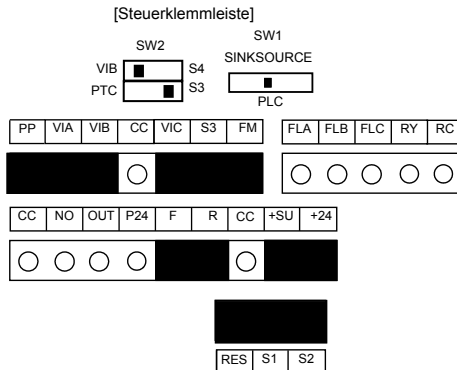 [Steuerklemmleiste]
SW2
SW1
SINKSOURCE
VIB S4
PTC S3
PLC
PP VIA VIB CC VIC S3 FM FLA FLB FLC RY RC
CC NO OUT P24 F R CC +SU +24
RES S1 S2